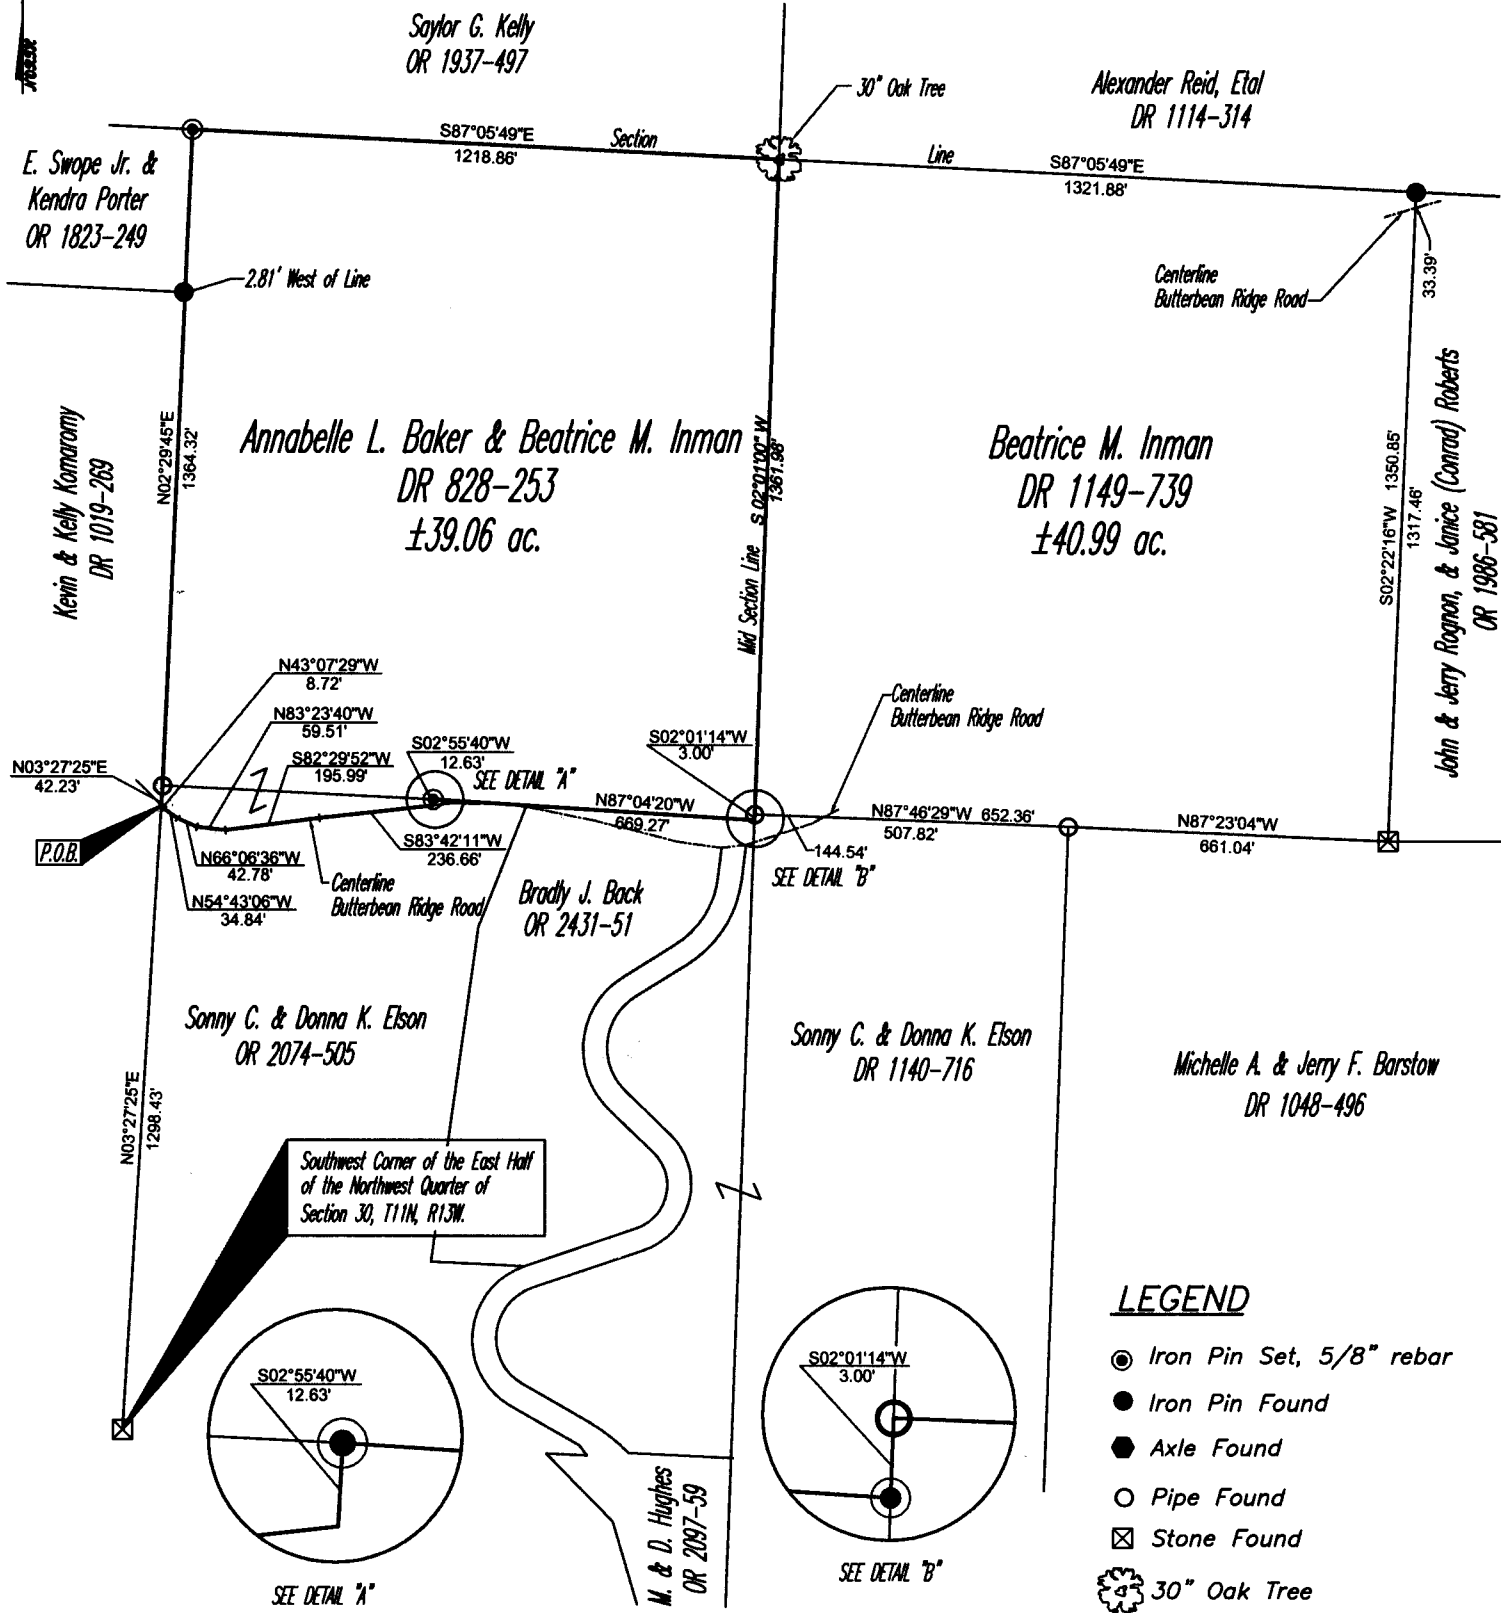 Saylor G. Kelly
OR 1937-497
30" Oak Tree
Alexander Reid, Etal
DR 1114-314
S87°05'49"E
1218.86'
Section
Line
S87°05'49"E
1321.88'
E. Swope Jr. &
Kendra Porter
OR 1823-249
2.81' West of Line
Centerline
Butterbean Ridge Road
33.39'
Kevin & Kelly Komaromy
DR 1019-269
N02°29'45"E
1364.32'
Annabelle L. Baker & Beatrice M. Inman
DR 828-253
±39.06 ac.
Mid Section Line S 02°01'00" W
1361.98'
Beatrice M. Inman
DR 1149-739
±40.99 ac.
S02°22'16"W 1350.85'
1317.46'
John & Jerry Rognon, & Janice (Conrad) Roberts
OR 1986-581
N43°07'29"W
8.72'
N83°23'40"W
59.51'
S82°29'52"W
195.99'
S02°55'40"W
12.63'
SEE DETAIL "A"
S02°01'14"W
3.00'
Centerline
Butterbean Ridge Road
N03°27'25"E
42.23'
N87°04'20"W
669.27'
N87°46'29"W 652.36'
507.82'
N87°23'04"W
661.04'
P.O.B.
S83°42'11"W
236.66'
144.54'
SEE DETAIL "B"
N66°06'36"W
42.78'
N54°43'06"W
34.84'
Centerline
Butterbean Ridge Road
Bradly J. Back
OR 2431-51
Sonny C. & Donna K. Elson
OR 2074-505
Sonny C. & Donna K. Elson
DR 1140-716
Michelle A. & Jerry F. Barstow
DR 1048-496
N03°27'25"E
1298.43'
Southwest Corner of the East Half
of the Northwest Quarter of
Section 30, T11N, R13W.
S02°55'40"W
12.63'
SEE DETAIL "A"
M. & D. Hughes
OR 2097-59
S02°01'14"W
3.00'
SEE DETAIL "B"
LEGEND
Iron Pin Set, 5/8" rebar
Iron Pin Found
Axle Found
Pipe Found
Stone Found
30" Oak Tree